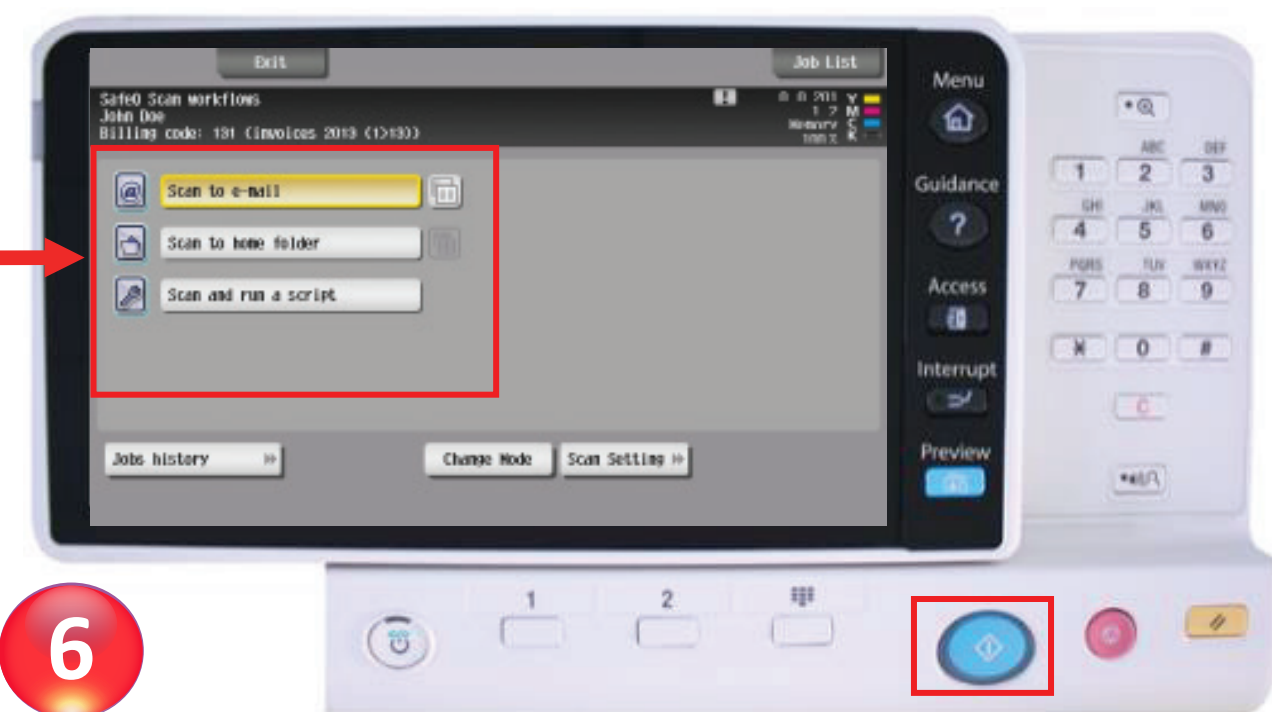 Exit
Job List
SafeQ Scan workflows
John Doe
Billing code: 131 (invoices 2013 (1>13))
Y
M
C
K
Memory
100 %
Scan to e-mail
Scan to home folder
Scan and run a script
Jobs history
Change Mode
Scan Setting
Menu
Guidance
?
Access
Interrupt
Preview
ABC
DEF
1 2 3
GHI JKL MNO
4 5 6
PQRS TUV WXYZ
7 8 9
0 #
C
1
2
6